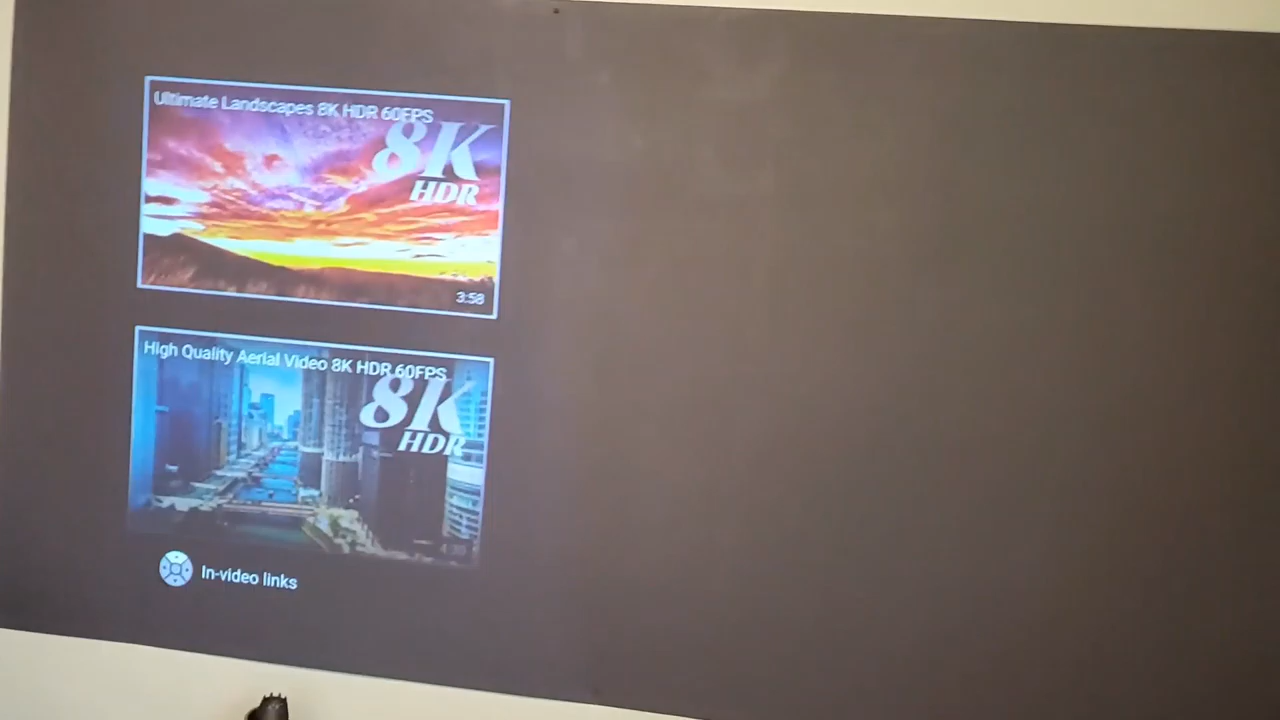 Ultimate Landscapes 8K HDR 60FPS
8K
HDR
3:58
High Quality Aerial Video 8K HDR 60FPS
8K
HDR
In-video links